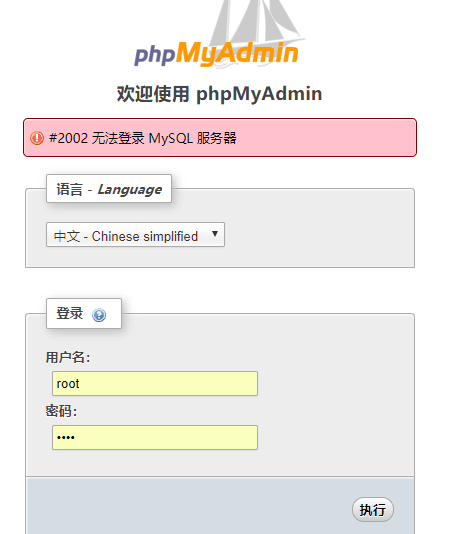 phpMyAdmin
欢迎使用 phpMyAdmin
#2002 无法登录 MySQL 服务器
语言 - Language
中文 - Chinese simplified
登录
用户名:
root
密码:
••••
执行